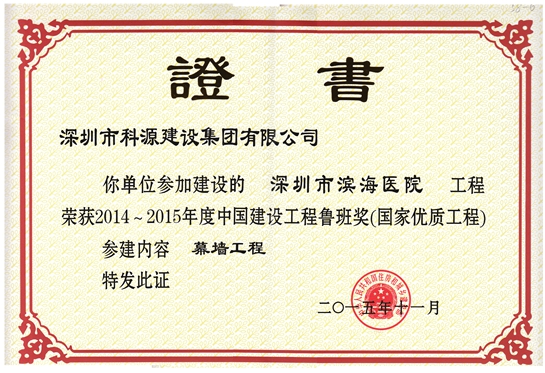 證 書
深圳市科源建设集团有限公司
你单位参加建设的 深圳市滨海医院 工程
荣获2014～2015年度中国建设工程鲁班奖(国家优质工程)
参建内容 幕墙工程
特发此证
二〇一五年十一月